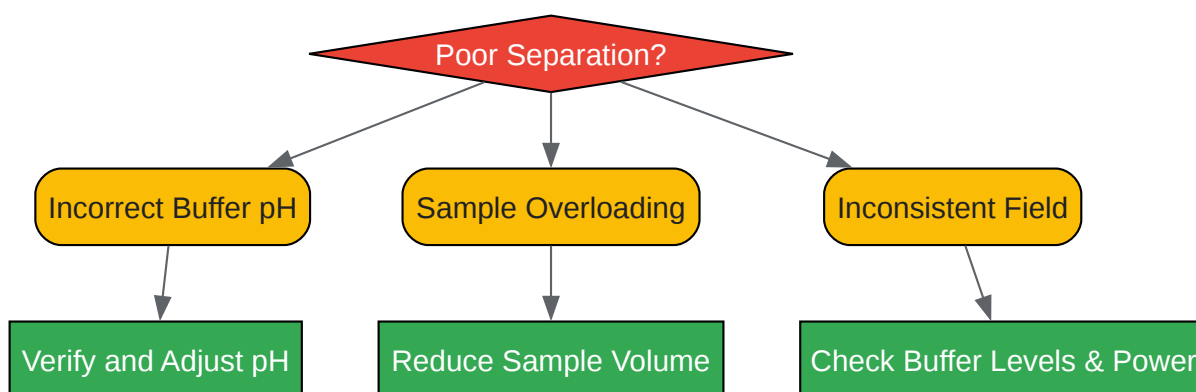 Poor Separation?
Incorrect Buffer pH
Sample Overloading
Inconsistent Field
Verify and Adjust pH
Reduce Sample Volume
Check Buffer Levels & Power